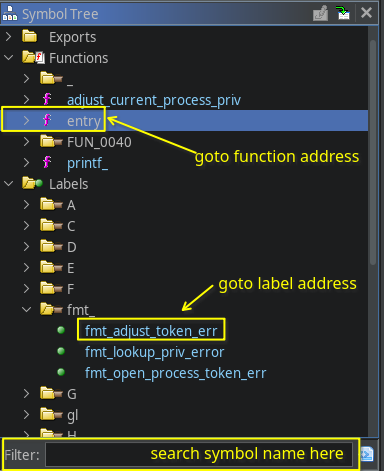 Symbol Tree
Exports
Functions
_
adjust_current_process_priv
entry
FUN_0040
goto function address
printf_
Labels
A
C
D
E
goto label address
F
fmt_
fmt_adjust_token_err
fmt_lookup_priv_error
fmt_open_process_token_err
G
gl
H
Filter: search symbol name here